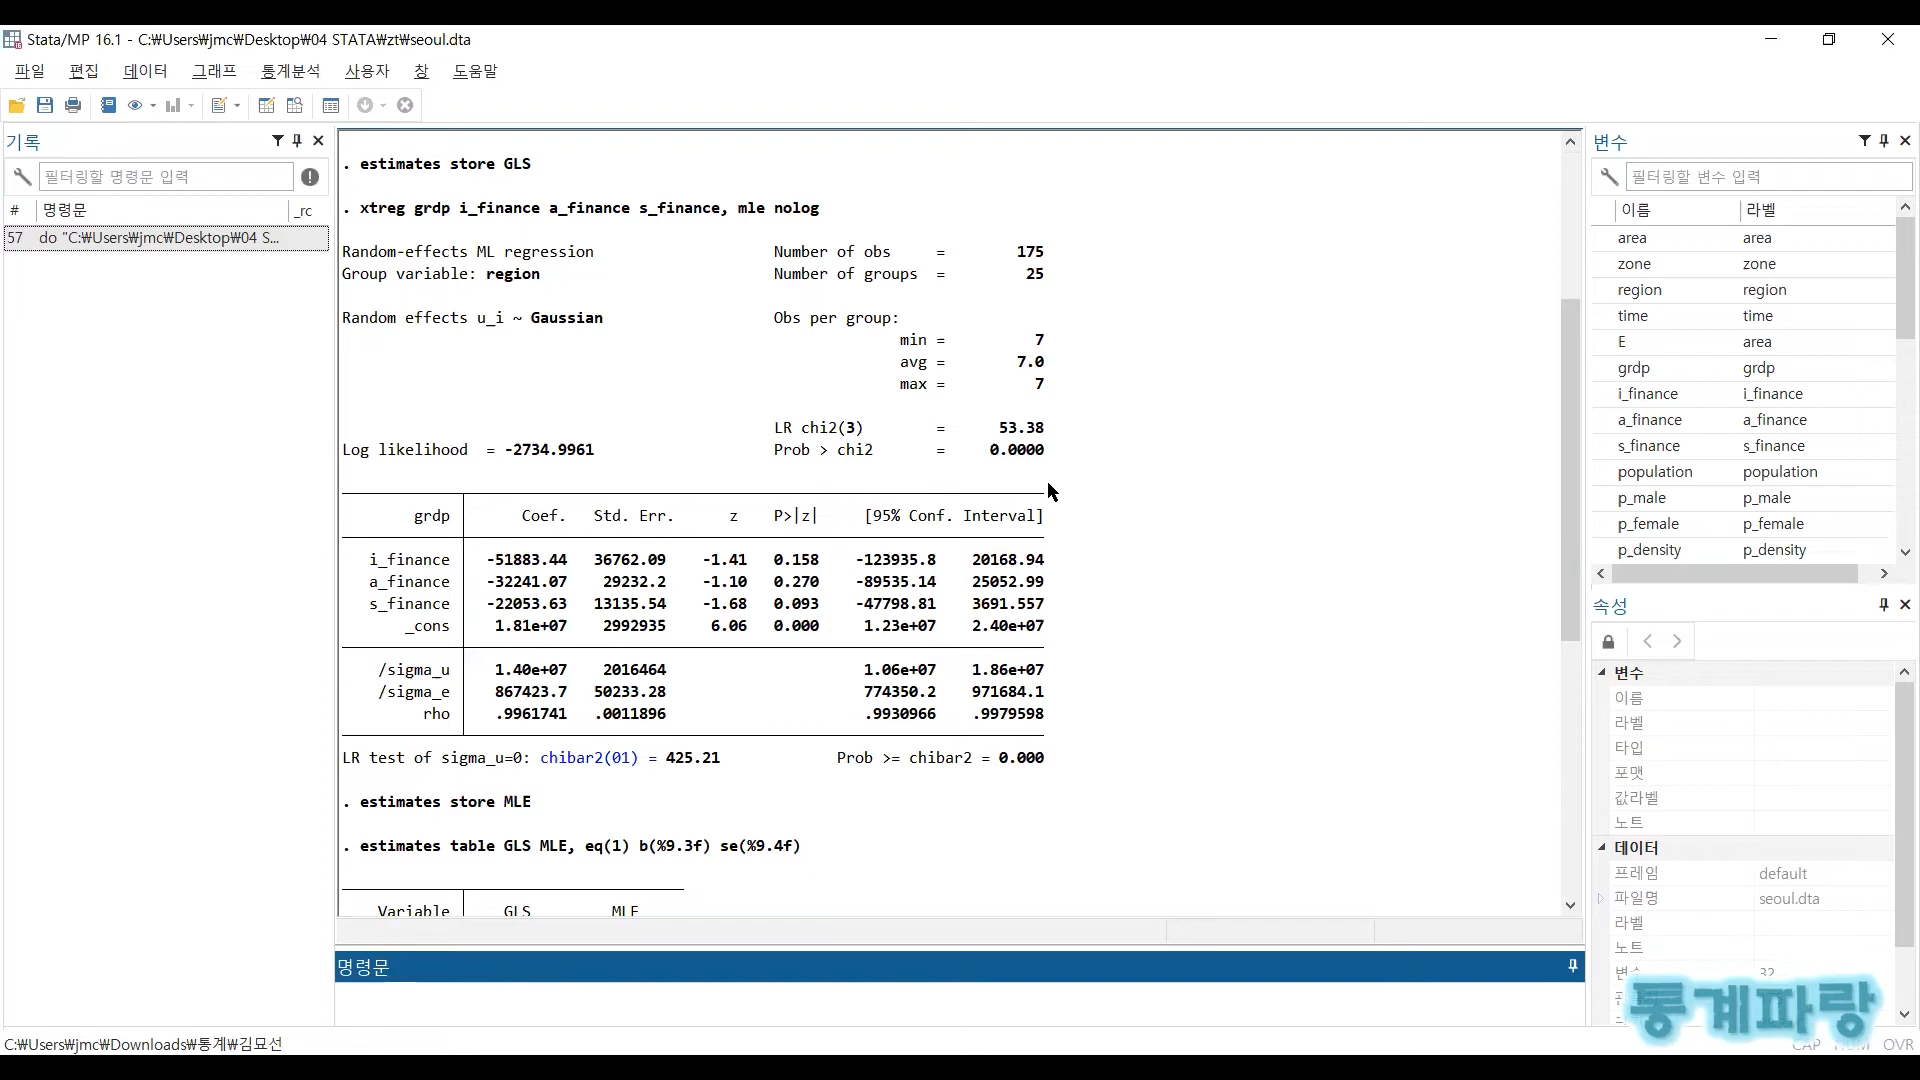 Stata/MP 16.1 - C:₩Users₩jmc₩Desktop₩04 STATA₩zt₩seoul.dta
파일 편집 데이터 그래프 통계분석 사용자 창 도움말
기록
필터링할 명령문 입력
# 명령문 _rc
57 do "C:₩Users₩jmc₩Desktop₩04 S...
. estimates store GLS
. xtreg grdp i_finance a_finance s_finance, mle nolog
Random-effects ML regression Number of obs = 175
Group variable: region Number of groups = 25
Random effects u_i ~ Gaussian Obs per group:
min = 7
avg = 7.0
max = 7
LR chi2(3) = 53.38
Log likelihood = -2734.9961 Prob > chi2 = 0.0000
grdp Coef. Std. Err. z P>|z| [95% Conf. Interval]
i_finance -51883.44 36762.09 -1.41 0.158 -123935.8 20168.94
a_finance -32241.07 29232.2 -1.10 0.270 -89535.14 25052.99
s_finance -22053.63 13135.54 -1.68 0.093 -47798.81 3691.557
_cons 1.81e+07 2992935 6.06 0.000 1.23e+07 2.40e+07
/sigma_u 1.40e+07 2016464 1.06e+07 1.86e+07
/sigma_e 867423.7 50233.28 774350.2 971684.1
rho .9961741 .0011896 .9930966 .9979598
LR test of sigma_u=0: chibar2(01) = 425.21 Prob >= chibar2 = 0.000
. estimates store MLE
. estimates table GLS MLE, eq(1) b(%9.3f) se(%9.4f)
Variable GLS MLE
명령문
변수
필터링할 변수 입력
이름 라벨
area area
zone zone
region region
time time
E area
grdp grdp
i_finance i_finance
a_finance a_finance
s_finance s_finance
population population
p_male p_male
p_female p_female
p_density p_density
속성
변수
이름
라벨
타입
포맷
값라벨
노트
데이터
프레임 default
파일명 seoul.dta
라벨
노트
변수 32
통계파랑
C:₩Users₩jmc₩Downloads₩통계₩김묘선
CAP NUM OVR